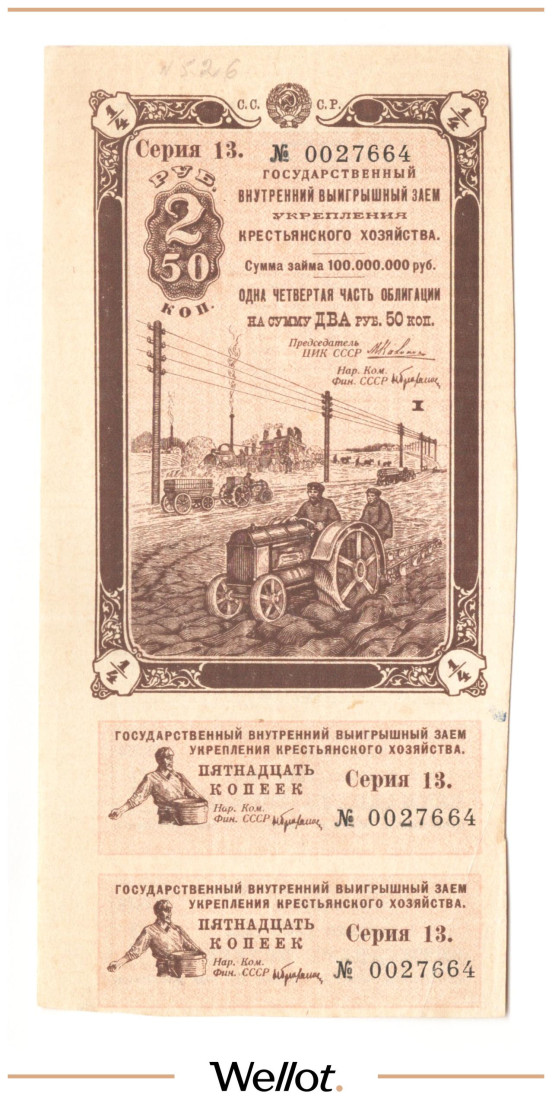 4526
С.С. С.Р.
1/4 1/4
Серия 13. № 0027664
РУБ.
2
50
КОП.
ГОСУДАРСТВЕННЫЙ
ВНУТРЕННИЙ ВЫИГРЫШНЫЙ ЗАЕМ
УКРЕПЛЕНИЯ
КРЕСТЬЯНСКОГО ХОЗЯЙСТВА.
Сумма займа 100.000.000 руб.
ОДНА ЧЕТВЕРТАЯ ЧАСТЬ ОБЛИГАЦИИ
НА СУММУ ДВА РУБ. 50 КОП.
Председатель
ЦИК СССР
Нар. Ком.
Фин. СССР
I
1/4 1/4
ГОСУДАРСТВЕННЫЙ ВНУТРЕННИЙ ВЫИГРЫШНЫЙ ЗАЕМ
УКРЕПЛЕНИЯ КРЕСТЬЯНСКОГО ХОЗЯЙСТВА.
ПЯТНАДЦАТЬ
КОПЕЕК
Серия 13.
Нар. Ком.
Фин. СССР
№ 0027664
ГОСУДАРСТВЕННЫЙ ВНУТРЕННИЙ ВЫИГРЫШНЫЙ ЗАЕМ
УКРЕПЛЕНИЯ КРЕСТЬЯНСКОГО ХОЗЯЙСТВА.
ПЯТНАДЦАТЬ
КОПЕЕК
Серия 13.
Нар. Ком.
Фин. СССР
№ 0027664
Wellot.